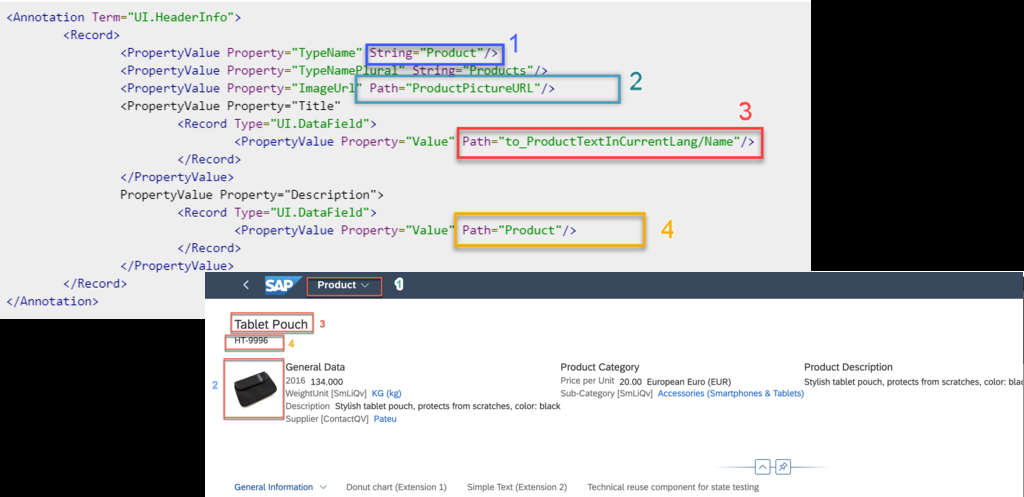 <Annotation Term="UI.HeaderInfo">
<Record>
<PropertyValue Property="TypeName" String="Product"/> 1
<PropertyValue Property="TypeNamePlural" String="Products"/>
<PropertyValue Property="ImageUrl" Path="ProductPictureURL"/> 2
<PropertyValue Property="Title"
3
<Record Type="UI.DataField">
<PropertyValue Property="Value" Path="to_ProductTextInCurrentLang/Name"/>
</Record>
</PropertyValue>
PropertyValue Property="Description">
<Record Type="UI.DataField">
<PropertyValue Property="Value" Path="Product"/> 4
</Record>
</PropertyValue>
</Record>
</Annotation>
SAP Product 1
Tablet Pouch 3
HT-9996 4
2
General Data
2016 134.000
WeightUnit [SmLiQv] KG (kg)
Description Stylish tablet pouch, protects from scratches, color: black
Supplier [ContactQV] Pateu
Product Category
Price per Unit 20.00 European Euro (EUR)
Sub-Category [SmLiQv] Accessories (Smartphones & Tablets)
Product Description
Stylish tablet pouch, protects from scratches, color: blac
General Information Donut chart (Extension 1) Simple Text (Extension 2) Technical reuse component for state testing